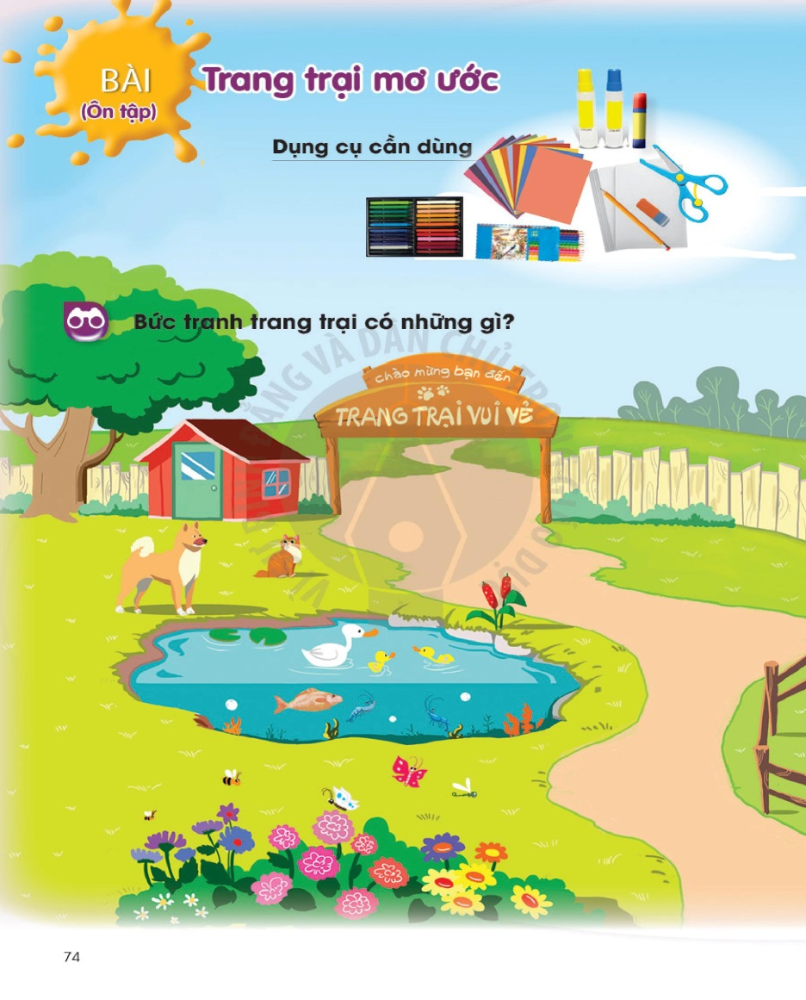 BÀI
(Ôn tập)
Trang trại mơ ước
Dụng cụ cần dùng
Bức tranh trang trại có những gì?
chào mừng bạn đến
TRANG TRẠI VUI VẺ
74